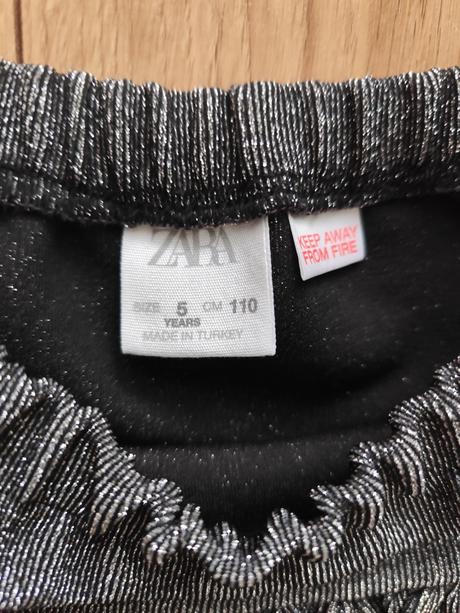 ZARA
SIZE 5 CM 110
YEARS
MADE IN TURKEY
KEEP AWAY
FROM FIRE